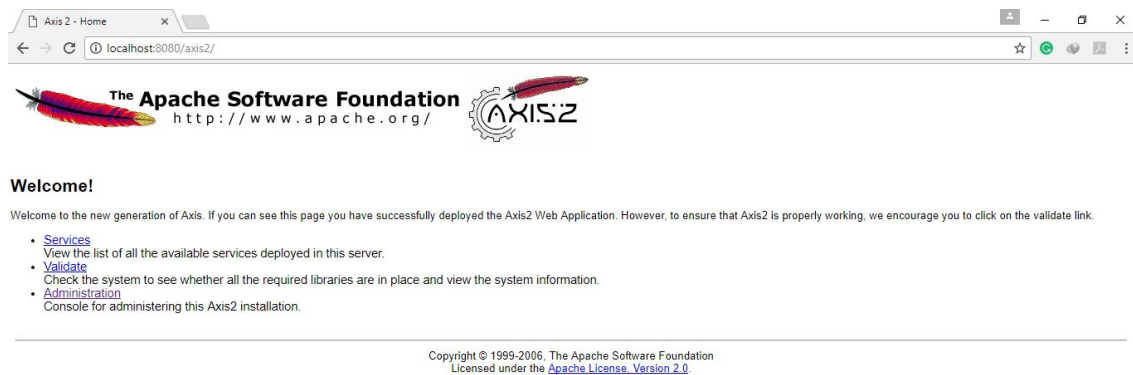 Axis 2 - Home
localhost:8080/axis2/
The Apache Software Foundation
http://www.apache.org/
AXIS2
Welcome!
Welcome to the new generation of Axis. If you can see this page you have successfully deployed the Axis2 Web Application. However, to ensure that Axis2 is properly working, we encourage you to click on the validate link.
Services
View the list of all the available services deployed in this server.
Validate
Check the system to see whether all the required libraries are in place and view the system information.
Administration
Console for administering this Axis2 installation.
Copyright © 1999-2006, The Apache Software Foundation
Licensed under the Apache License, Version 2.0.